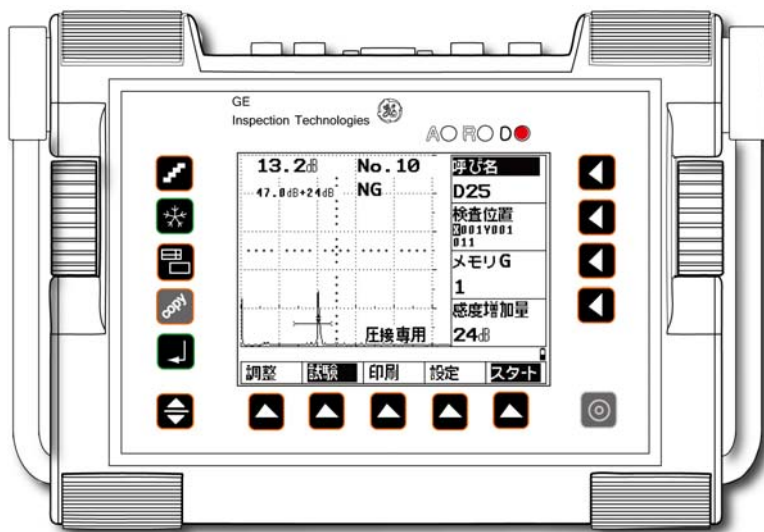 GE
Inspection Technologies
A R D
13.2dB No.10
47.0dB+24dB NG
呼び名
D25
検査位置
X001Y001
011
メモリG
1
感度増加量
24dB
圧接専用
調整 試験 印刷 設定 スタート
copy